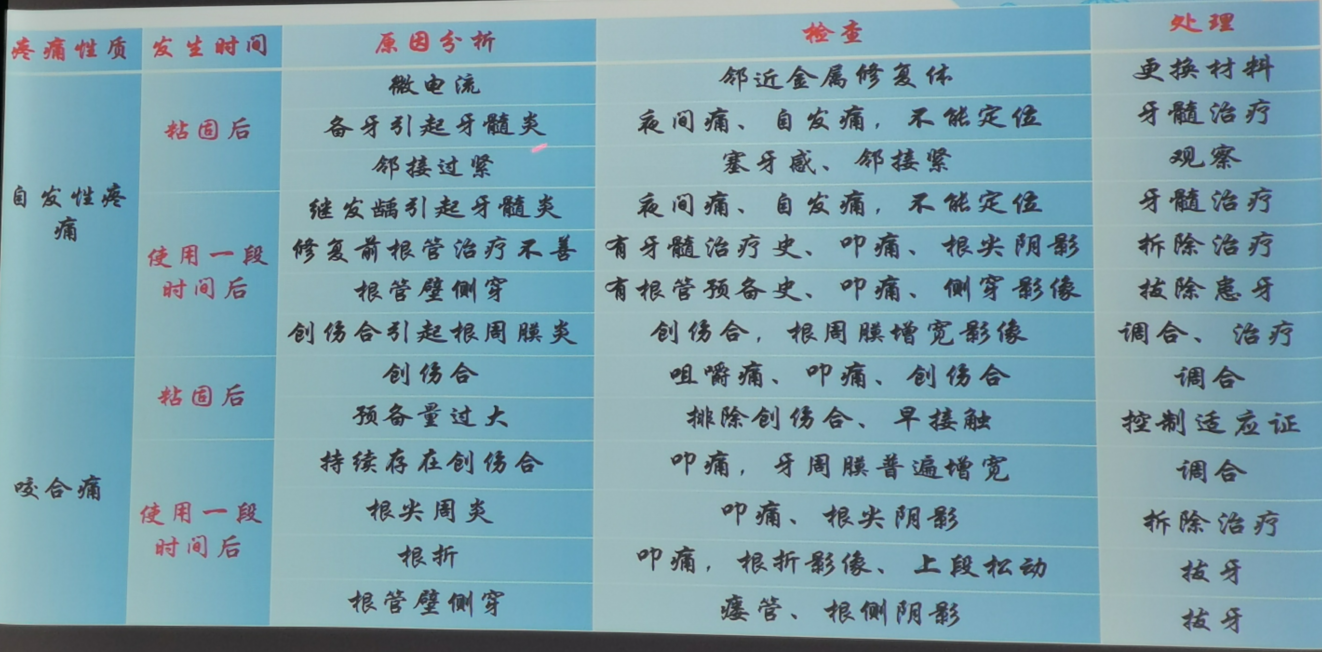 疼痛性质 发生时间 原因分析 检查 处理
自发性疼痛 粘固后 微电流 邻近金属修复体 更换材料
备牙引起牙髓炎 夜间痛、自发痛，不能定位 牙髓治疗
邻接过紧 塞牙感、邻接紧 观察
使用一段时间后 继发龋引起牙髓炎 夜间痛、自发痛，不能定位 牙髓治疗
修复前根管治疗不善 有牙髓治疗史、叩痛、根尖阴影 拆除治疗
根管壁侧穿 有根管预备史、叩痛、侧穿影像 拔除患牙
创伤合引起根周膜炎 创伤合，根周膜增宽影像 调合、治疗
咬合痛 粘固后 创伤合 咀嚼痛、叩痛、创伤合 调合
预备量过大 排除创伤合、早接触 控制适应证
使用一段时间后 持续存在创伤合 叩痛，牙周膜普遍增宽 调合
根尖周炎 叩痛、根尖阴影 拆除治疗
根折 叩痛，根折影像、上段松动 拔牙
根管壁侧穿 瘘管、根侧阴影 拔牙